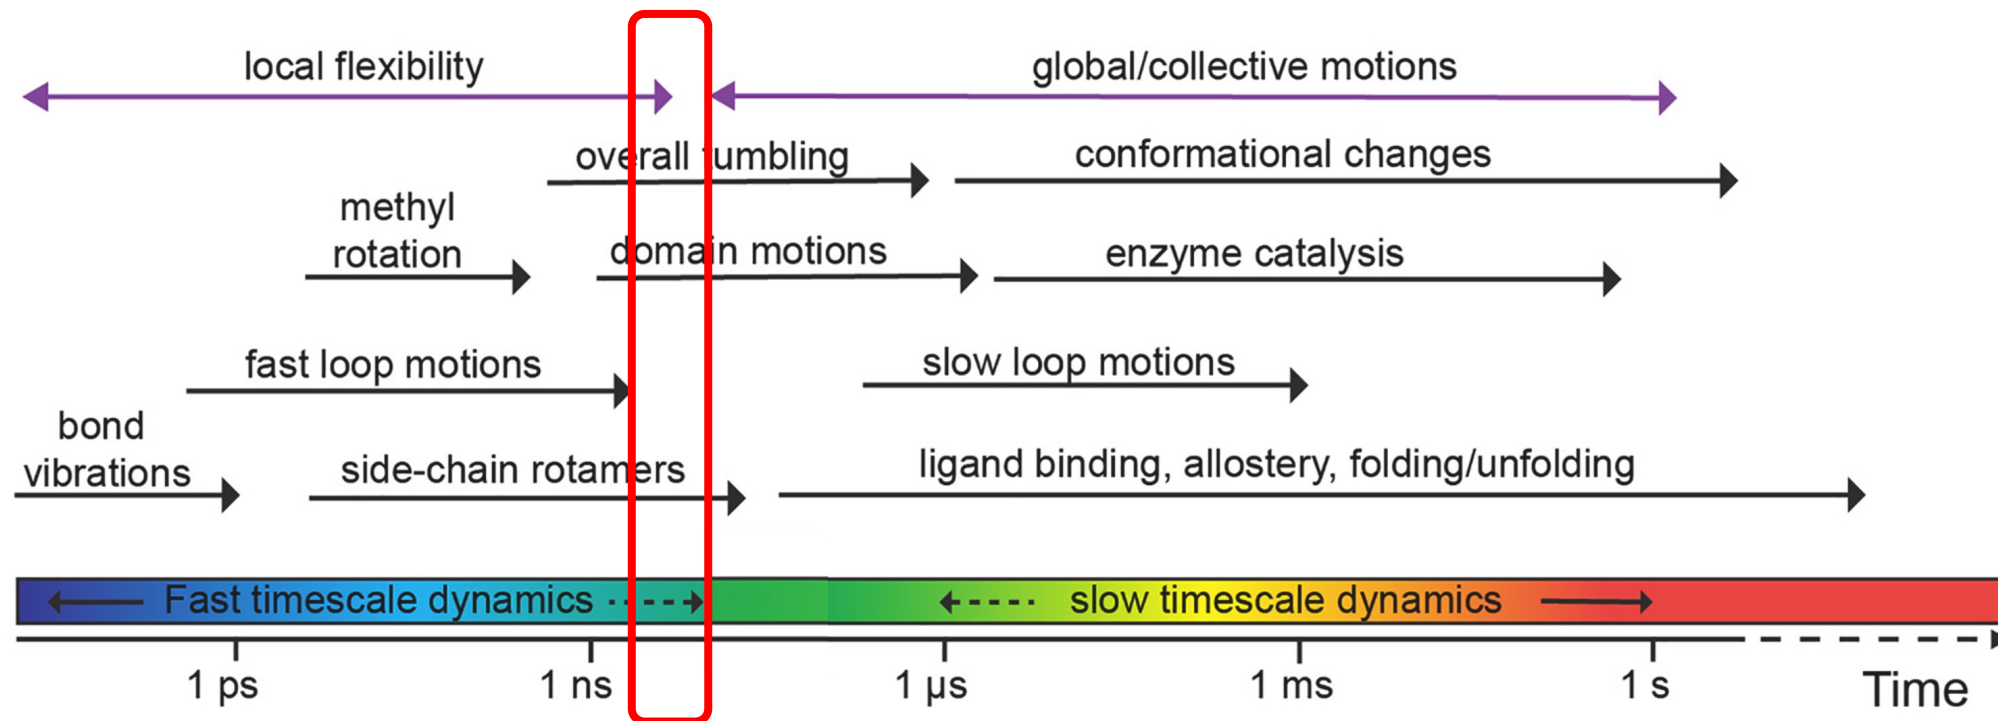 local flexibility
global/collective motions
overall tumbling
conformational changes
methyl
rotation
domain motions
enzyme catalysis
fast loop motions
slow loop motions
bond
vibrations
side-chain rotamers
ligand binding, allostery, folding/unfolding
Fast timescale dynamics
slow timescale dynamics
1 ps
1 ns
1 μs
1 ms
1 s
Time